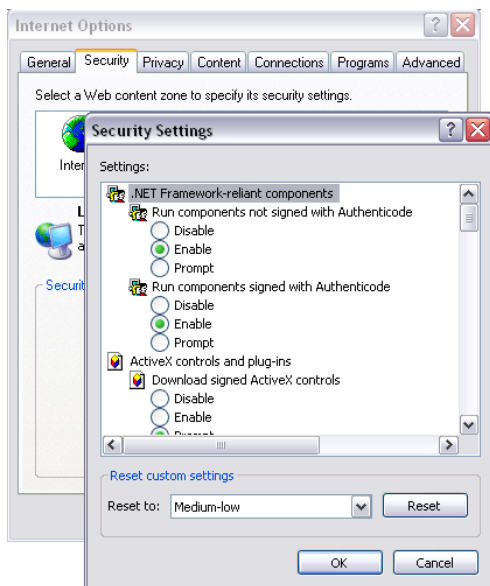 Internet Options
General Security Privacy Content Connections Programs Advanced
Select a Web content zone to specify its security settings.
Security Settings
Inter
Settings:
.NET Framework-reliant components
Run components not signed with Authenticode
Disable
Enable
Prompt
Run components signed with Authenticode
Disable
Enable
Prompt
ActiveX controls and plug-ins
Download signed ActiveX controls
Disable
Enable
Prompt
L
T
a
Securit
Reset custom settings
Reset to: Medium-low Reset
OK Cancel